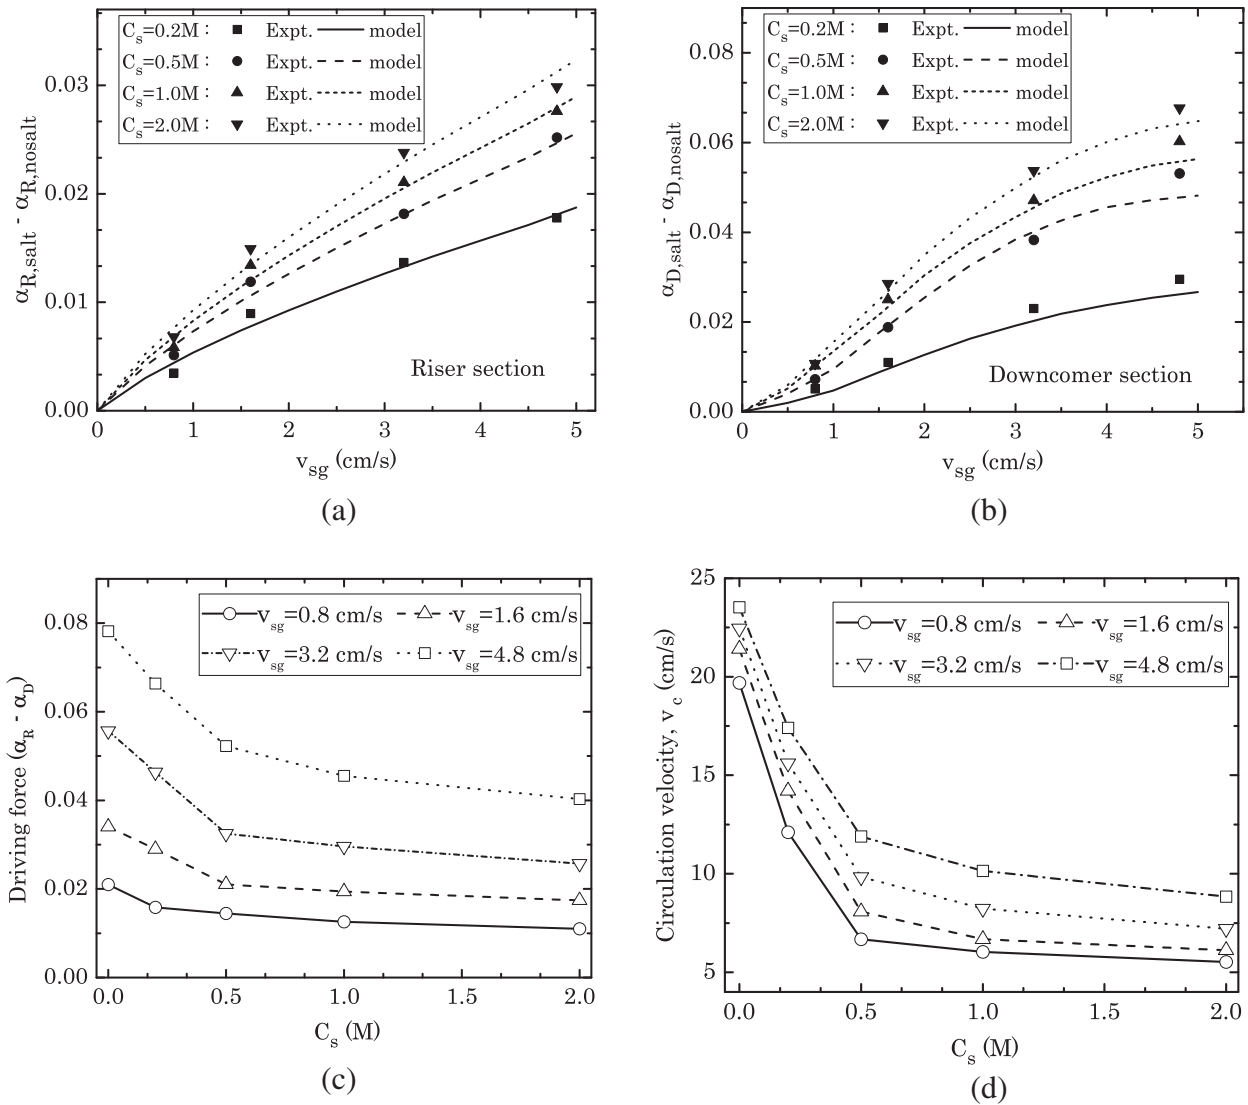 C_s=0.2M : Expt. model
C_s=0.5M : Expt. model
C_s=1.0M : Expt. model
C_s=2.0M : Expt. model
α_R,salt - α_R,nosalt
0.03
0.02
0.01
0.00
Riser section
0 1 2 3 4 5
v_sg (cm/s)
(a)
C_s=0.2M : Expt. model
C_s=0.5M : Expt. model
C_s=1.0M : Expt. model
C_s=2.0M : Expt. model
α_D,salt - α_D,nosalt
0.08
0.06
0.04
0.02
0.00
Downcomer section
0 1 2 3 4 5
v_sg (cm/s)
(b)
v_sg=0.8 cm/s v_sg=1.6 cm/s
v_sg=3.2 cm/s v_sg=4.8 cm/s
Driving force (α_R - α_D)
0.08
0.06
0.04
0.02
0.00
0.0 0.5 1.0 1.5 2.0
C_s (M)
(c)
v_sg=0.8 cm/s v_sg=1.6 cm/s
v_sg=3.2 cm/s v_sg=4.8 cm/s
Circulation velocity, v_c (cm/s)
25
20
15
10
5
0.0 0.5 1.0 1.5 2.0
C_s (M)
(d)